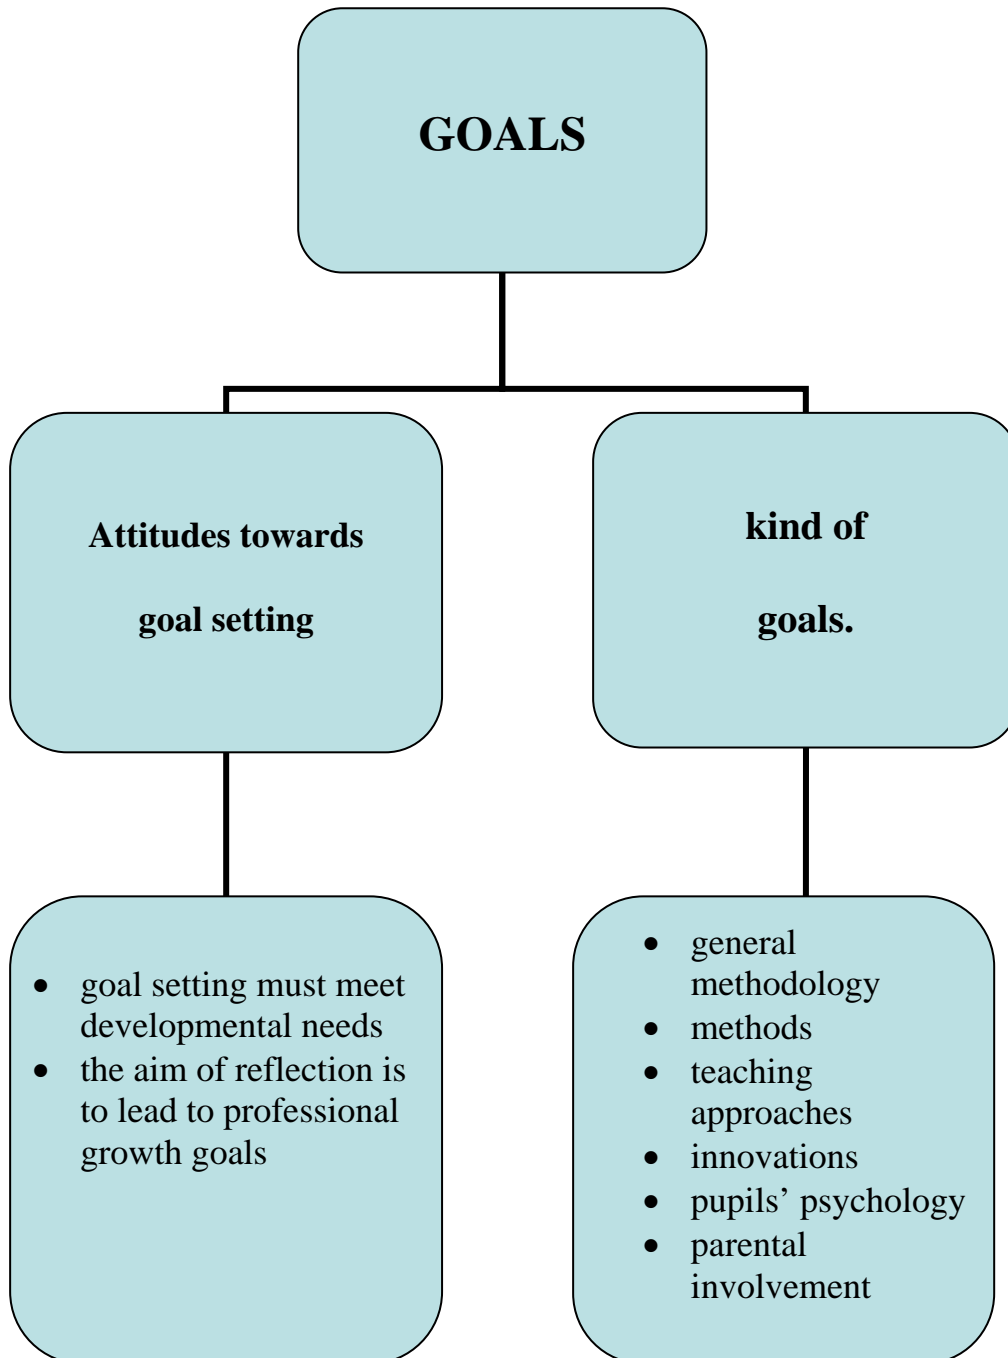 GOALS
Attitudes towards
goal setting
kind of
goals.
• goal setting must meet
developmental needs
• the aim of reflection is
to lead to professional
growth goals
• general
methodology
• methods
• teaching
approaches
• innovations
• pupils’ psychology
• parental
involvement